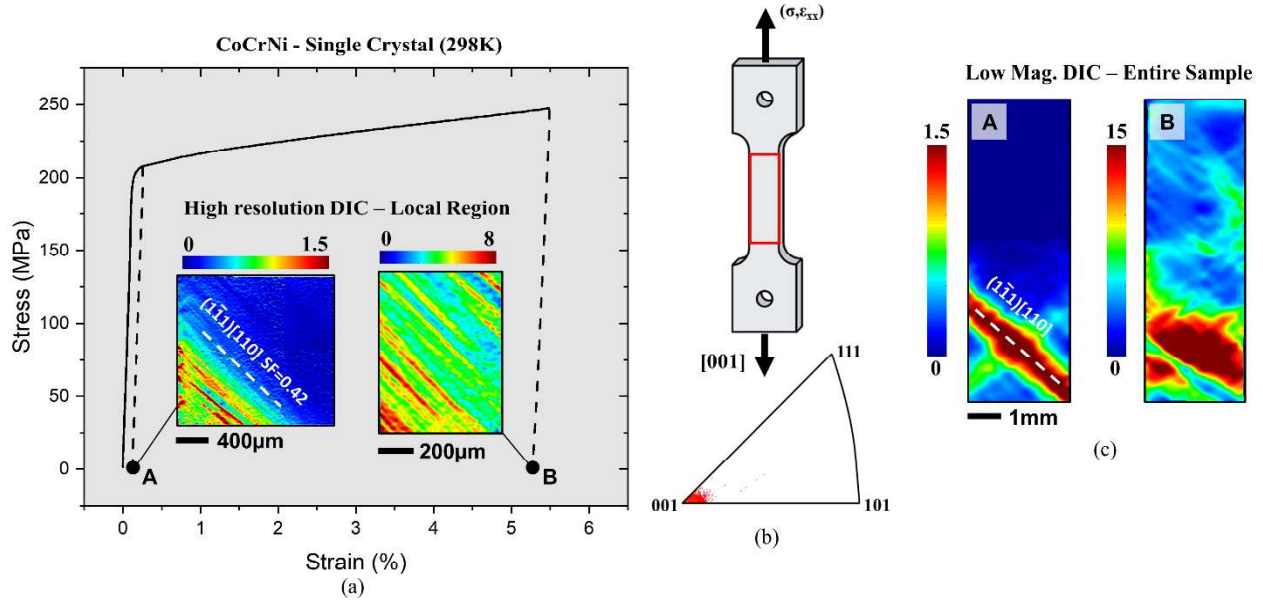 CoCrNi - Single Crystal (298K)
250
200
150
100
50
0
Stress (MPa)
High resolution DIC – Local Region
0 1.5
0 8
(11̅1)[110] SF=0.42
400μm
200μm
A
B
0 1 2 3 4 5 6
Strain (%)
(a)
(σ,εxx)
[001]
111
001
101
(b)
Low Mag. DIC – Entire Sample
1.5
0
A
(11̅1)[110]
1mm
15
0
B
(c)